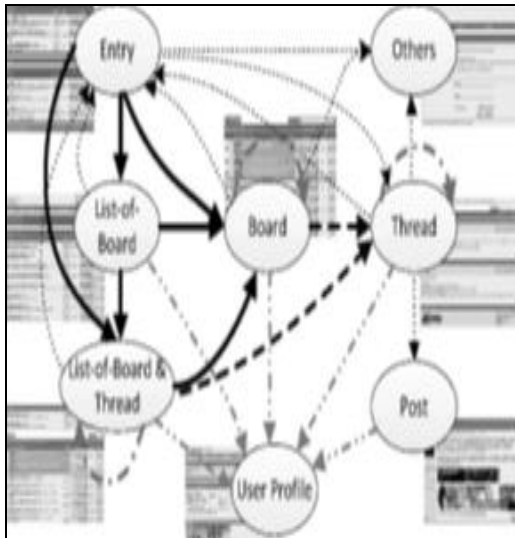 Entry
Others
List-of-
Board
Board
Thread
List-of-Board &
Thread
Post
User Profile